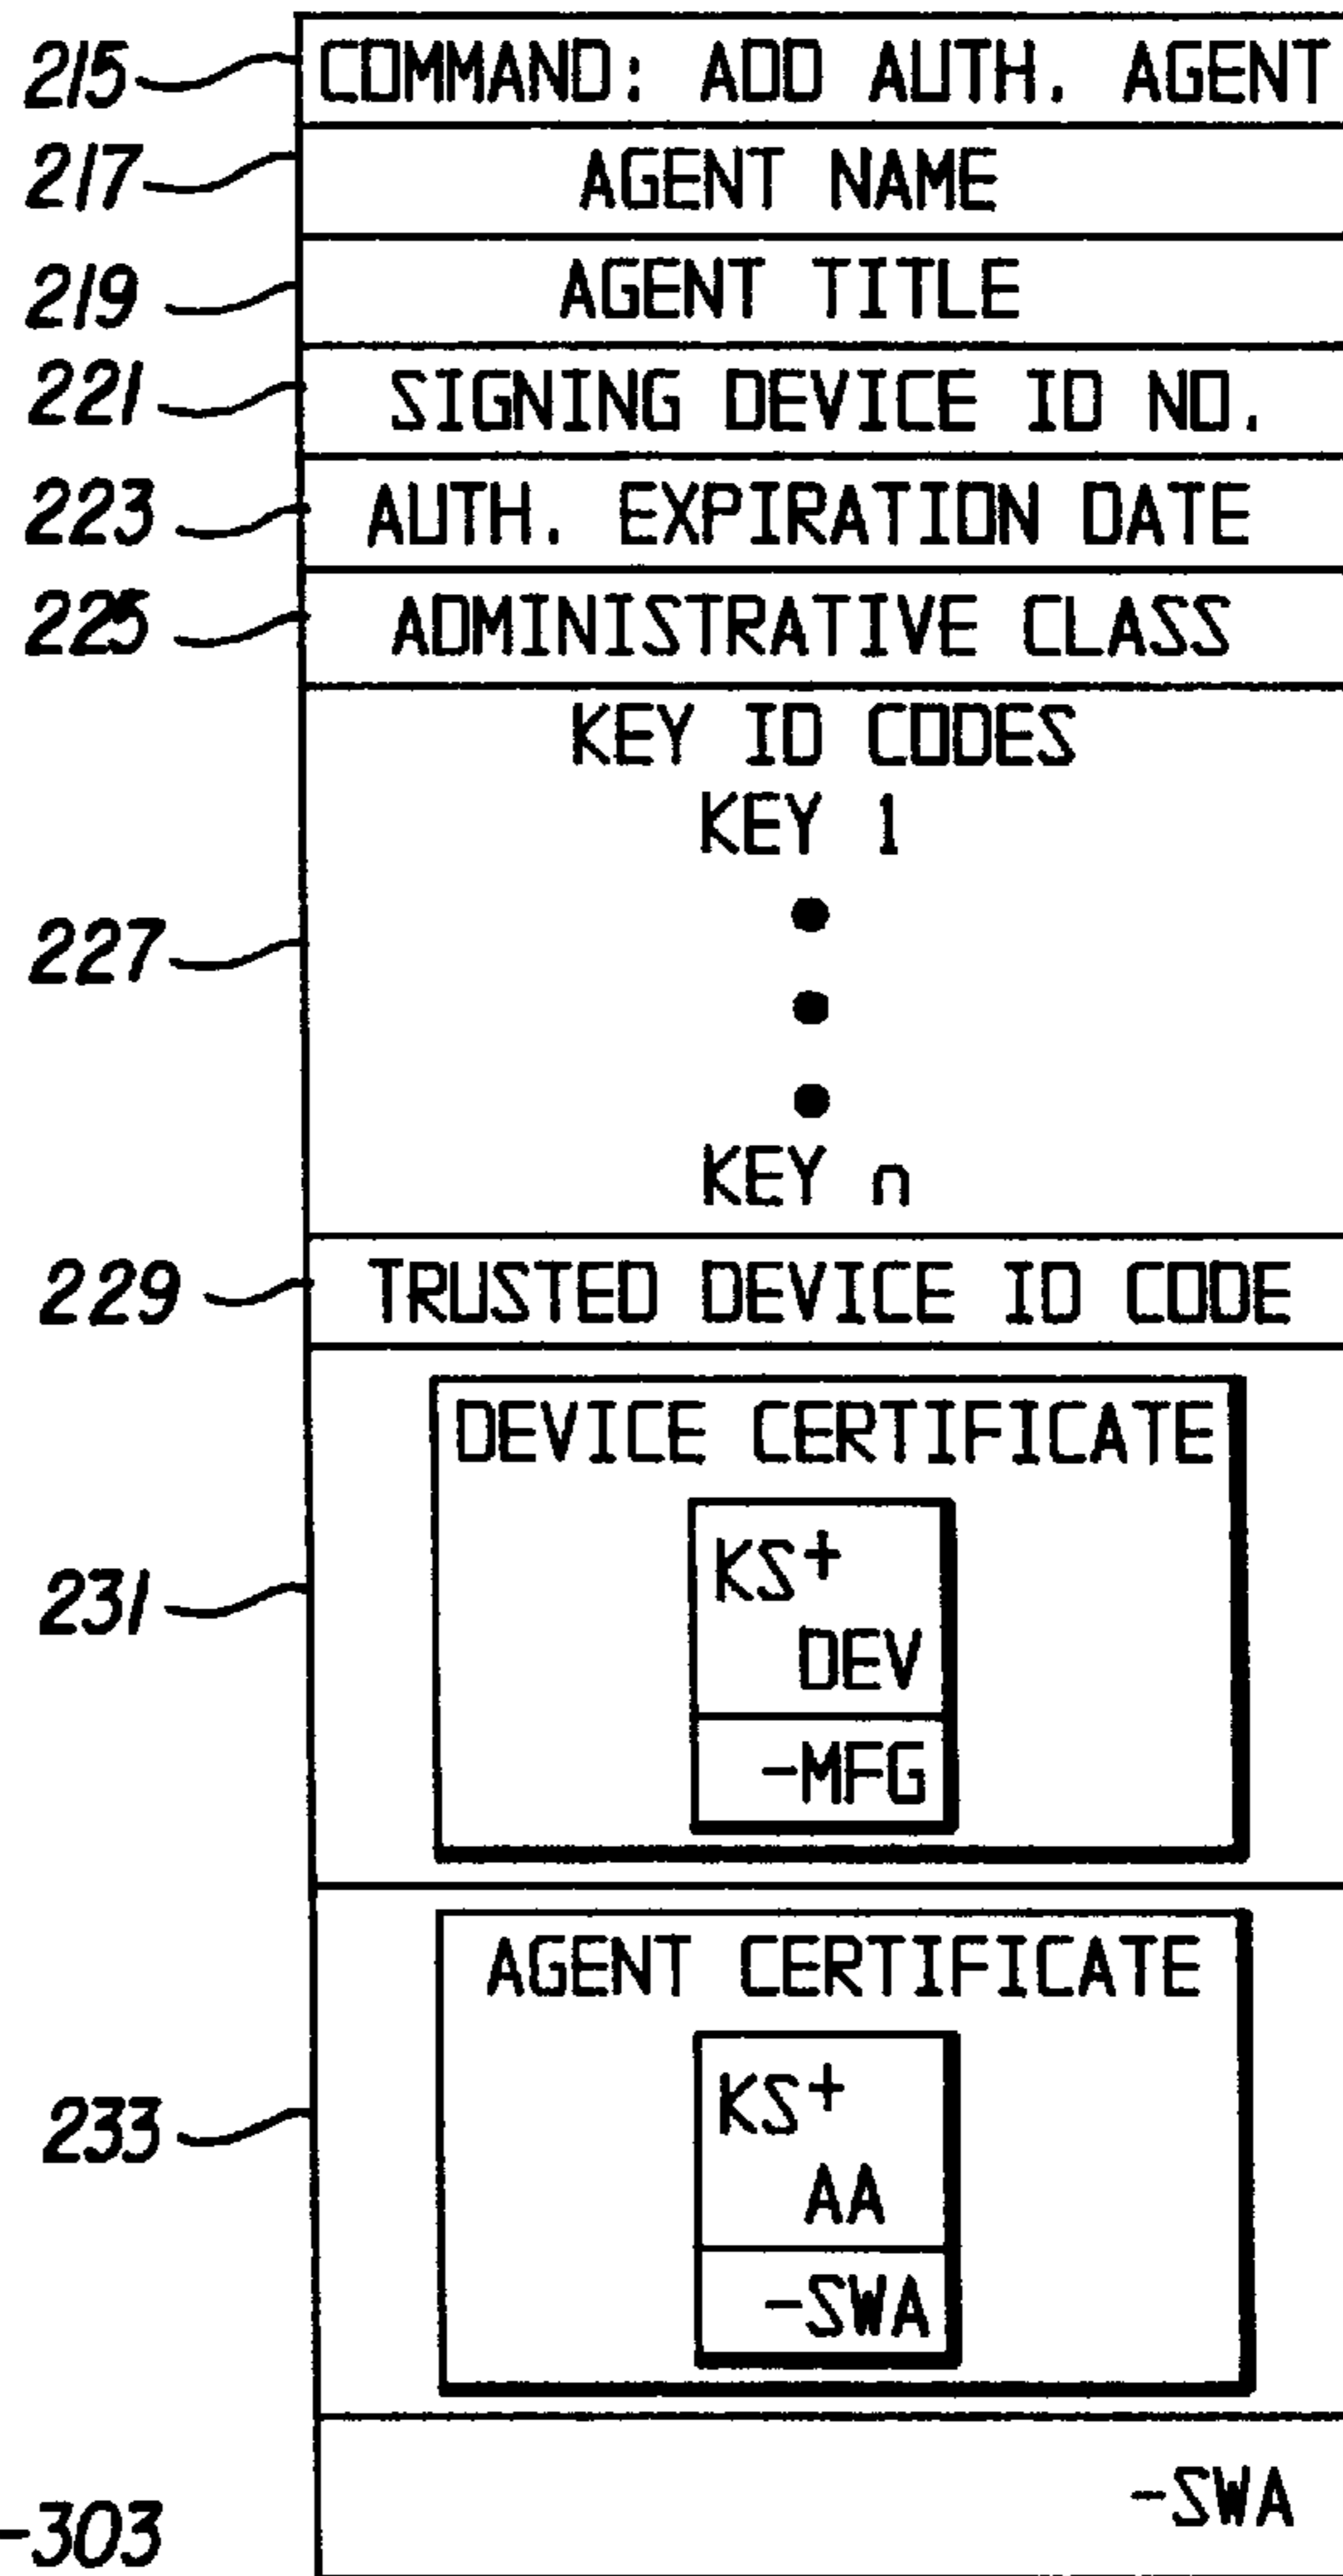 215 COMMAND: ADD AUTH. AGENT
217 AGENT NAME
219 AGENT TITLE
221 SIGNING DEVICE ID NO.
223 AUTH. EXPIRATION DATE
225 ADMINISTRATIVE CLASS
KEY ID CODES
KEY 1
227
KEY n
229 TRUSTED DEVICE ID CODE
DEVICE CERTIFICATE
KS+
231
DEV
-MFG
AGENT CERTIFICATE
KS+
233
AA
-SWA
-SWA
-303